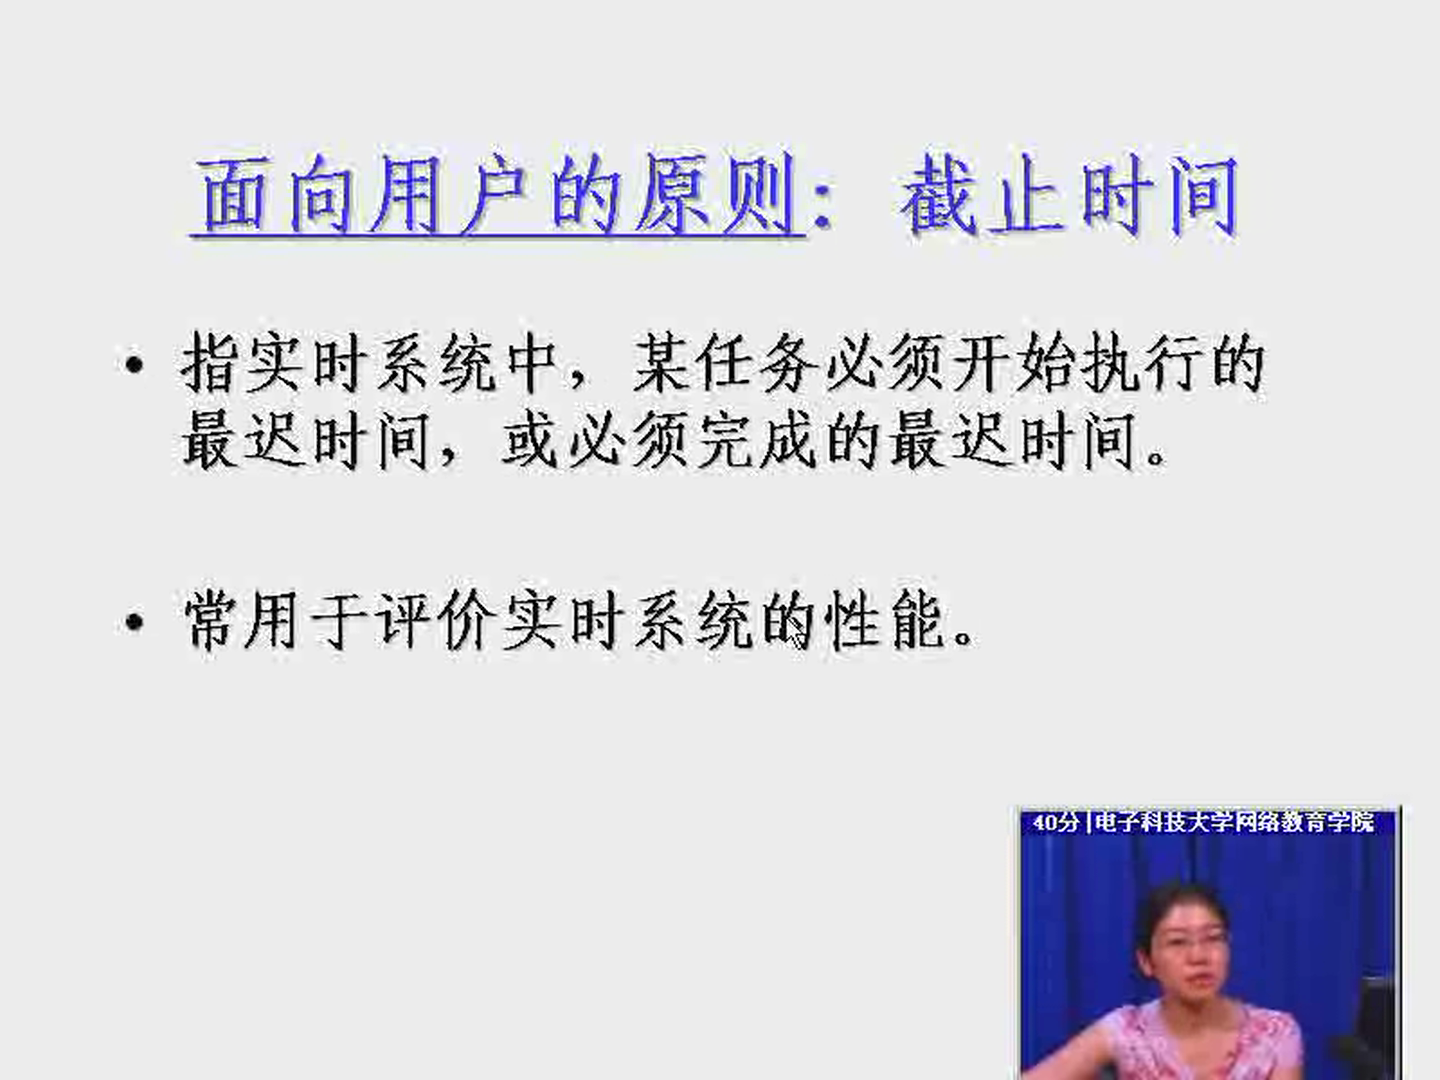 面向用户的原则：截止时间
• 指实时系统中，某任务必须开始执行的
最迟时间，或必须完成的最迟时间。
• 常用于评价实时系统的性能。
40分|电子科技大学网络教育学院